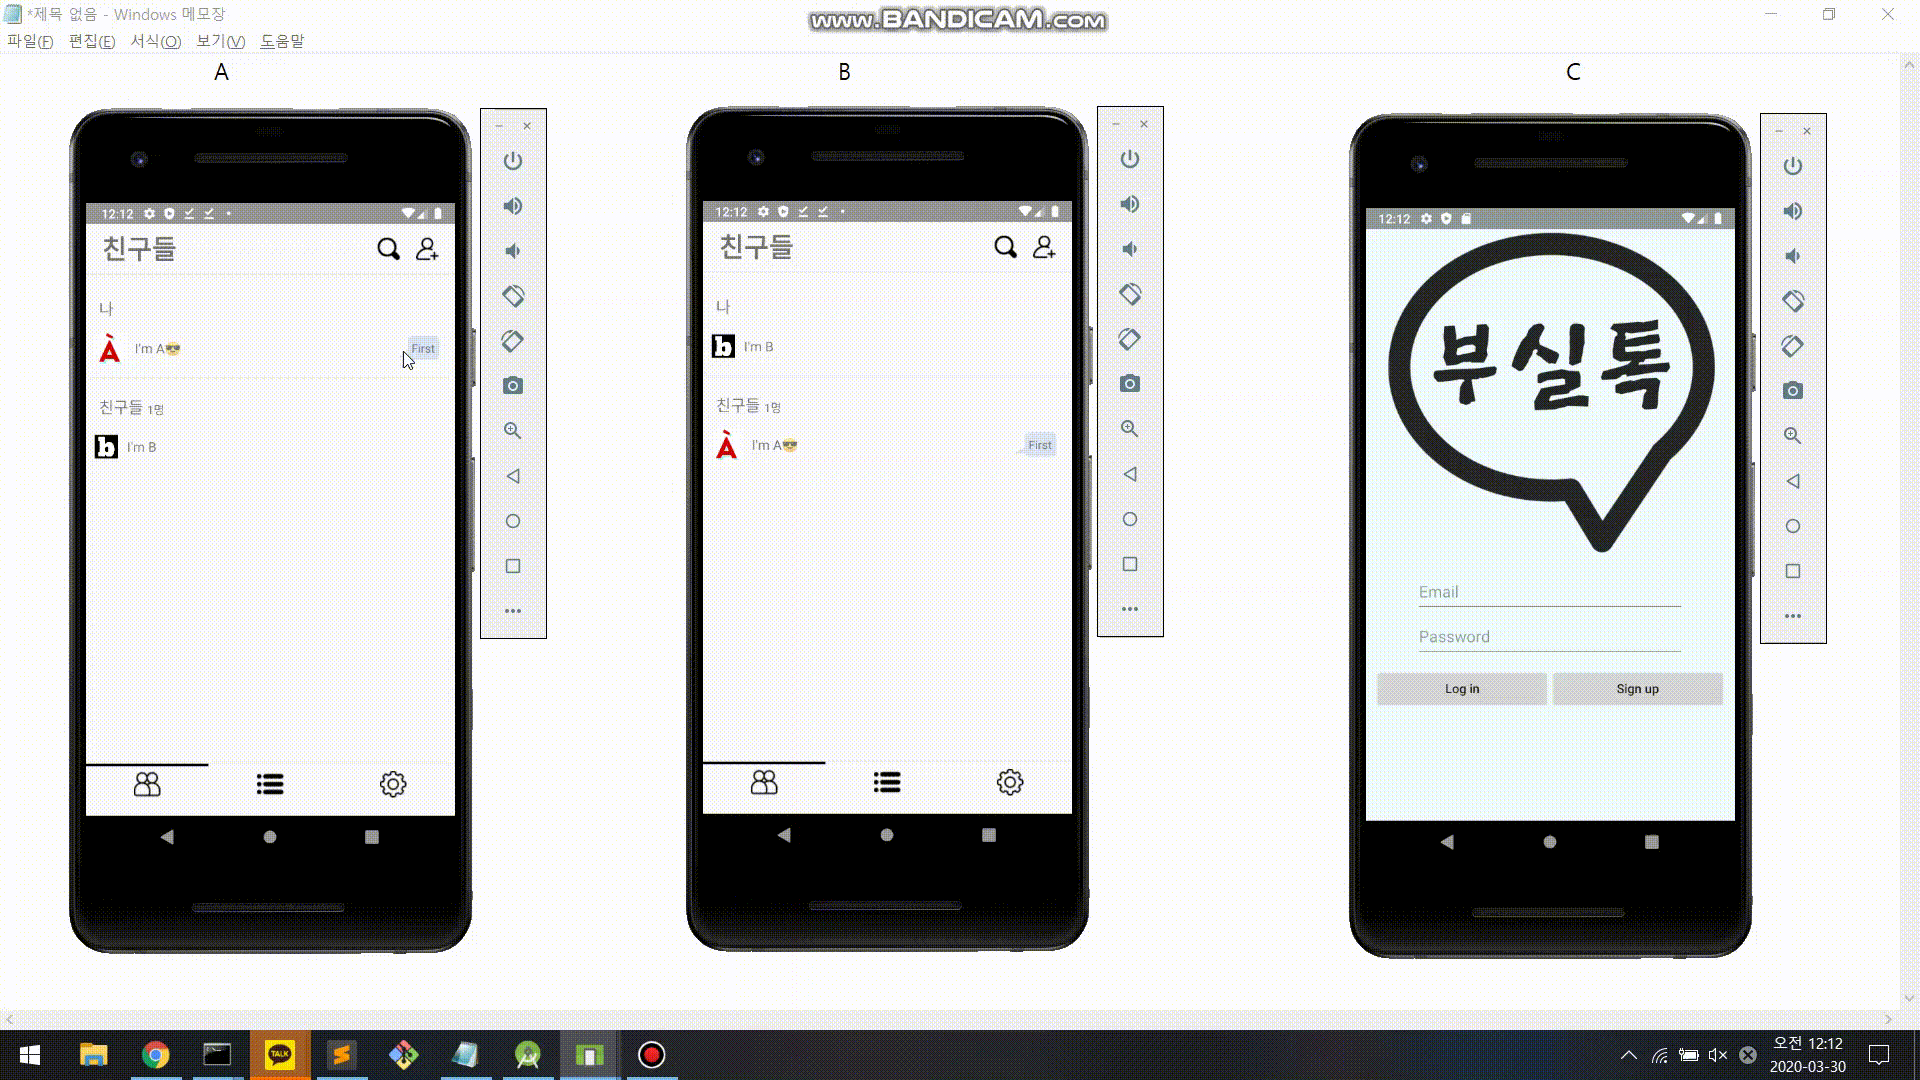 *제목 없음 - Windows 메모장
www.BANDICAM.com
파일(F) 편집(E) 서식(O) 보기(V) 도움말
A
B
C
12:12
친구들
나
I'm A😎
First
친구들 1명
I'm B
12:12
친구들
나
I'm B
친구들 1명
I'm A😎
First
12:12
부실톡
Email
Password
Log in
Sign up
TALK
오전 12:12
2020-03-30